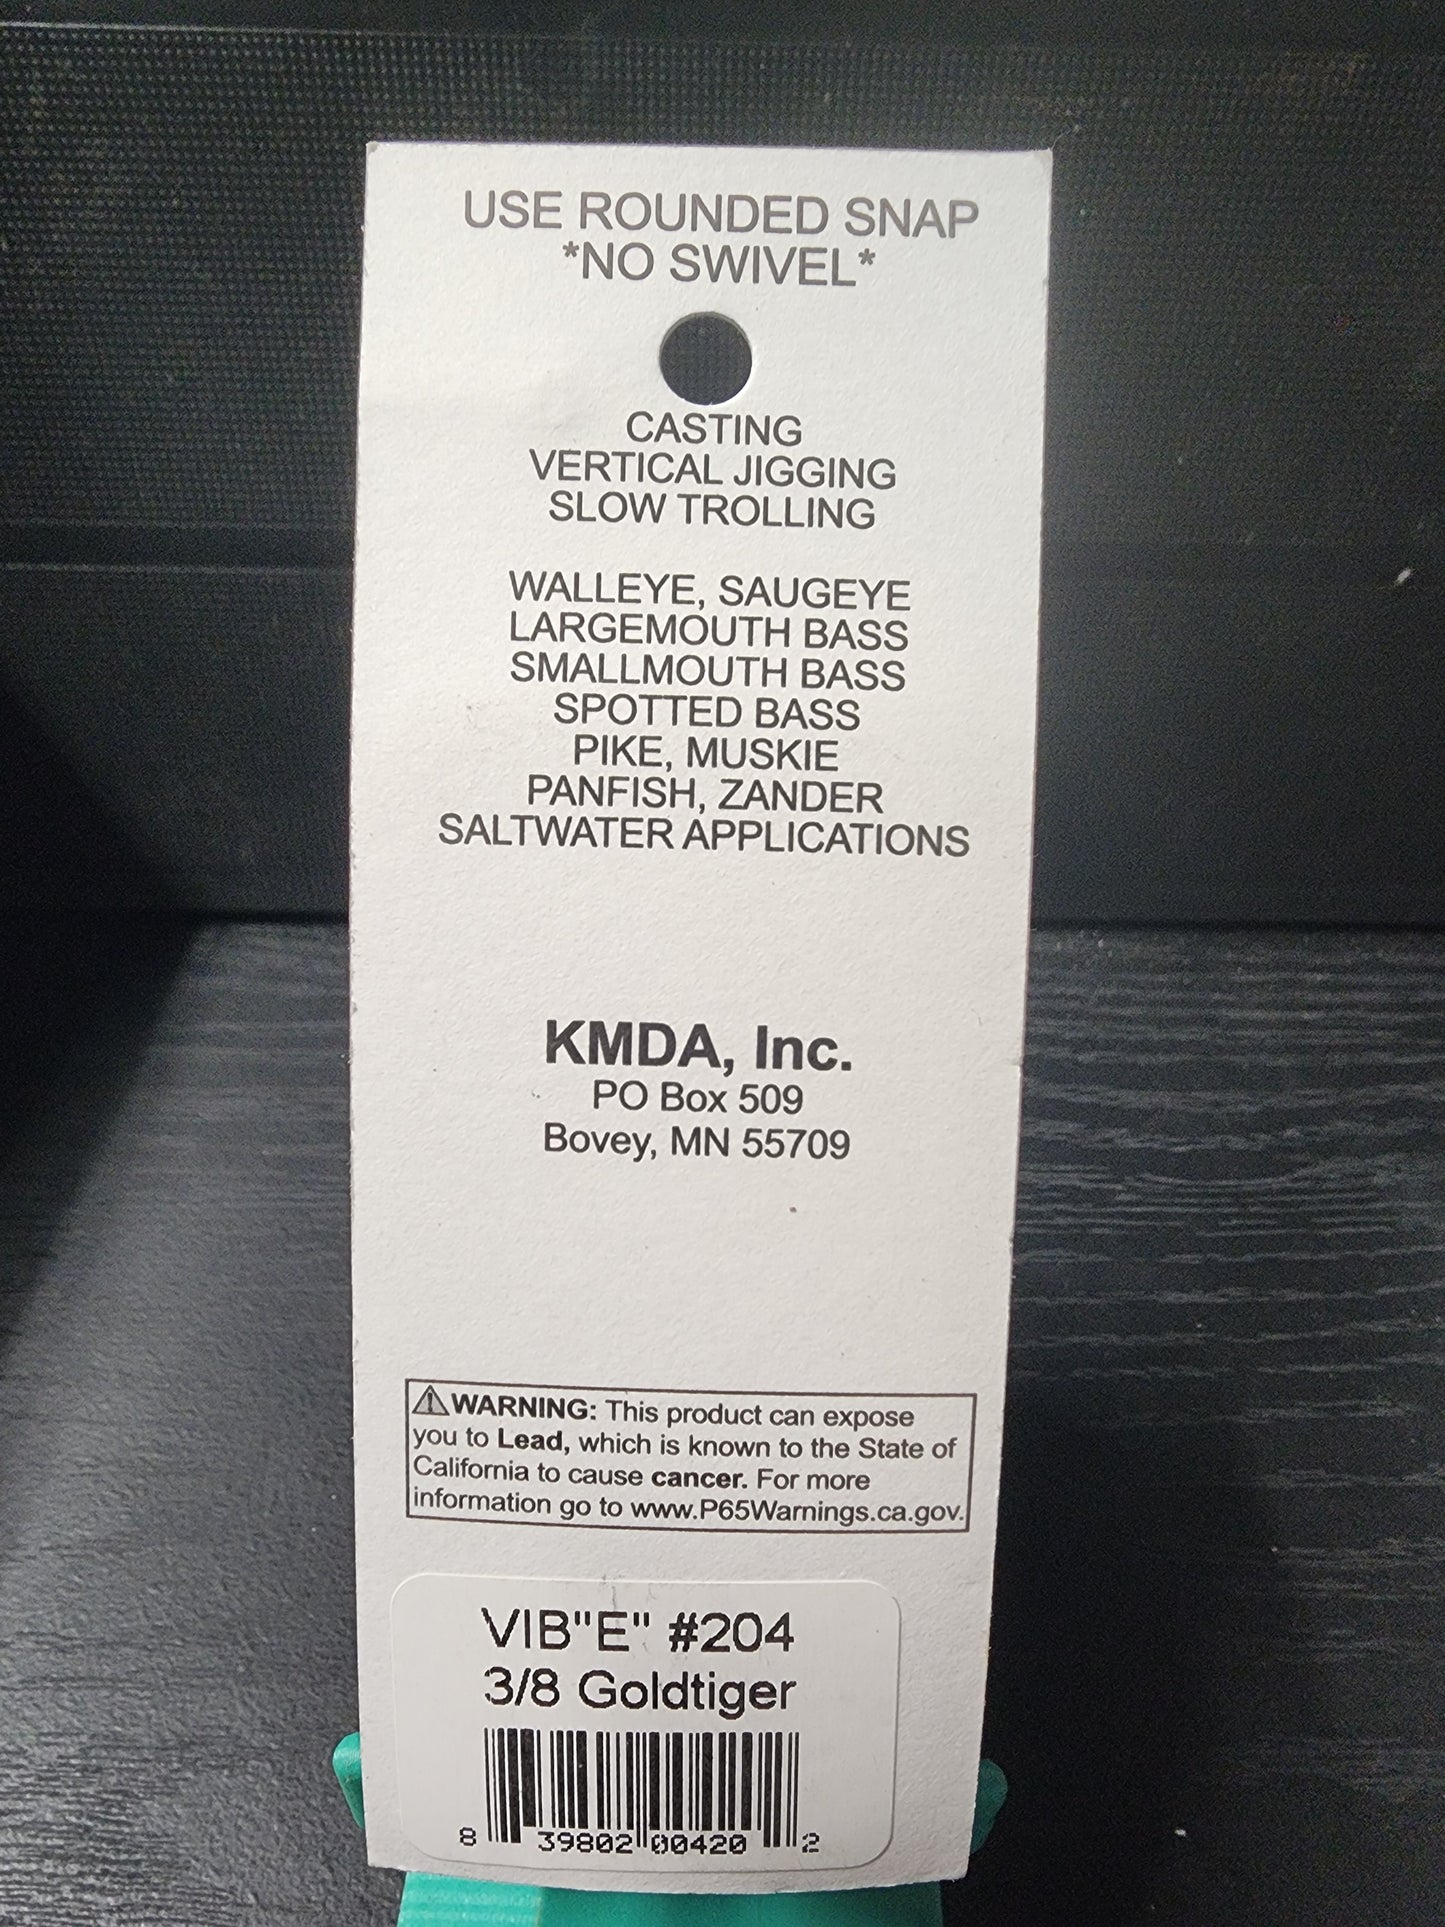 USE ROUNDED SNAP
*NO SWIVEL*
CASTING
VERTICAL JIGGING
SLOW TROLLING
WALLEYE, SAUGEYE
LARGEMOUTH BASS
SMALLMOUTH BASS
SPOTTED BASS
PIKE, MUSKIE
PANFISH, ZANDER
SALTWATER APPLICATIONS
KMDA, Inc.
PO Box 509
Bovey, MN 55709
⚠WARNING: This product can expose
you to Lead, which is known to the State of
California to cause cancer. For more
information go to www.P65Warnings.ca.gov.
VIB"E" #204
3/8 Goldtiger
8 39802 00420 2